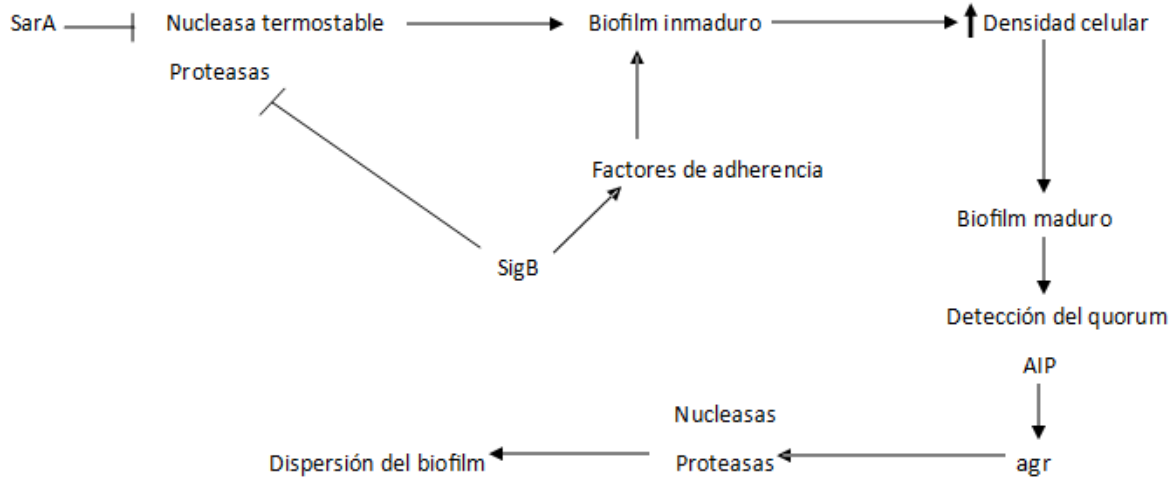 SarA
Nucleasa termostable
Biofilm inmaduro
Densidad celular
Proteasas
Factores de adherencia
Biofilm maduro
SigB
Detección del quorum
AIP
Nucleasas
Dispersión del biofilm
Proteasas
agr